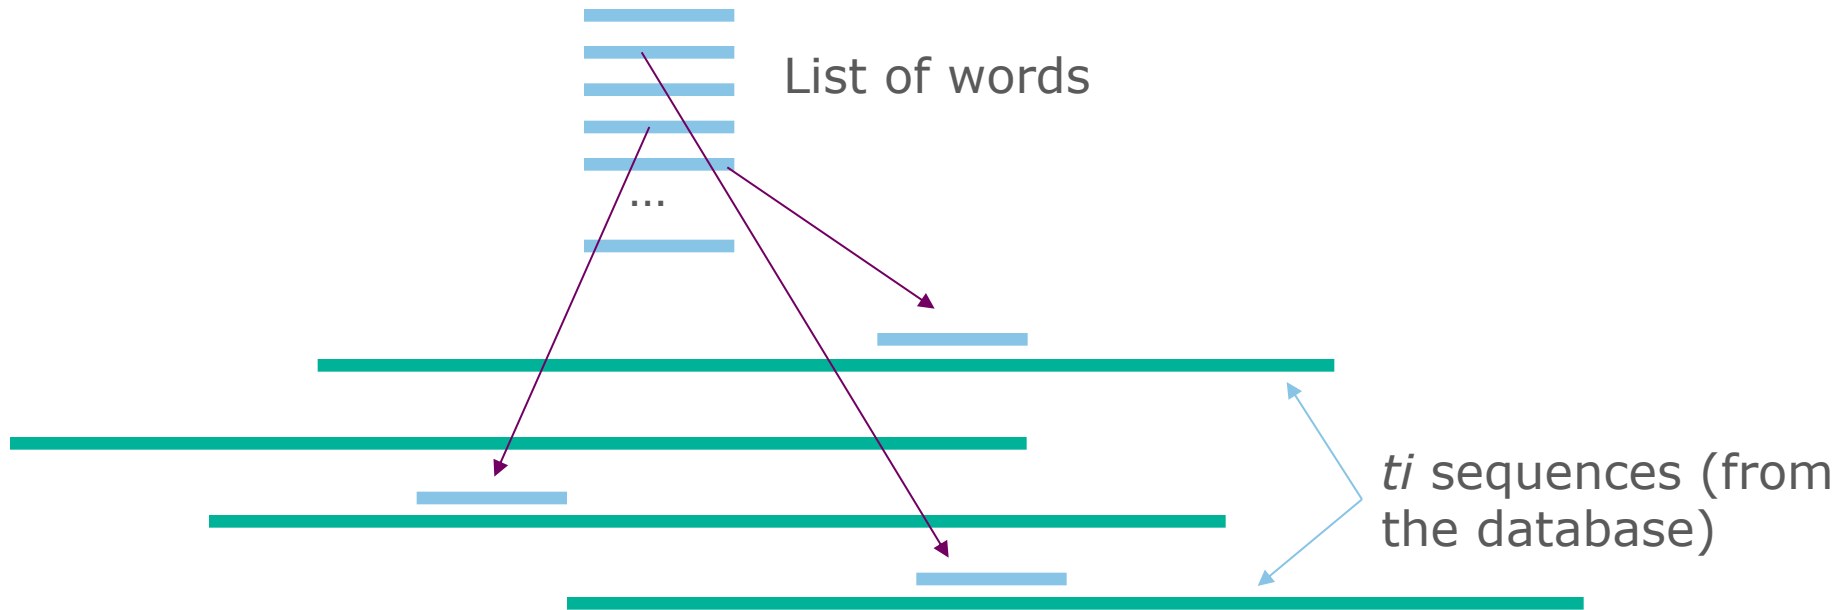 List of words
...
ti sequences (from
the database)